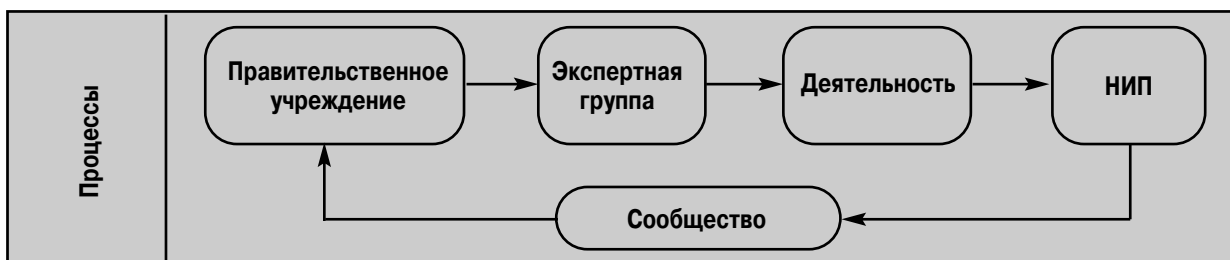 Процессы
Правительственное
учреждение
Экспертная
группа
Деятельность
НИП
Сообщество